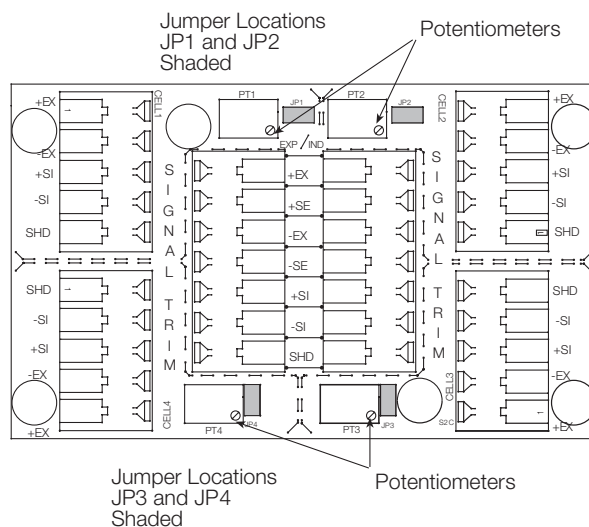 Jumper Locations
JP1 and JP2
Shaded
Potentiometers
PT1
JP1
PT2
JP2
CELL1
+EX
-EX
+SI
-SI
SHD
CELL2
+EX
-EX
+SI
-SI
SHD
EXP / IND
+EX
+SE
-EX
-SE
+SI
-SI
SHD
SIGNAL TRIM
SIGNAL TRIM
SHD
-SI
+SI
-EX
+EX
CELL4
SHD
-SI
+SI
-EX
+EX
CELL3
S2C
PT4
JP4
PT3
JP3
Jumper Locations
JP3 and JP4
Shaded
Potentiometers